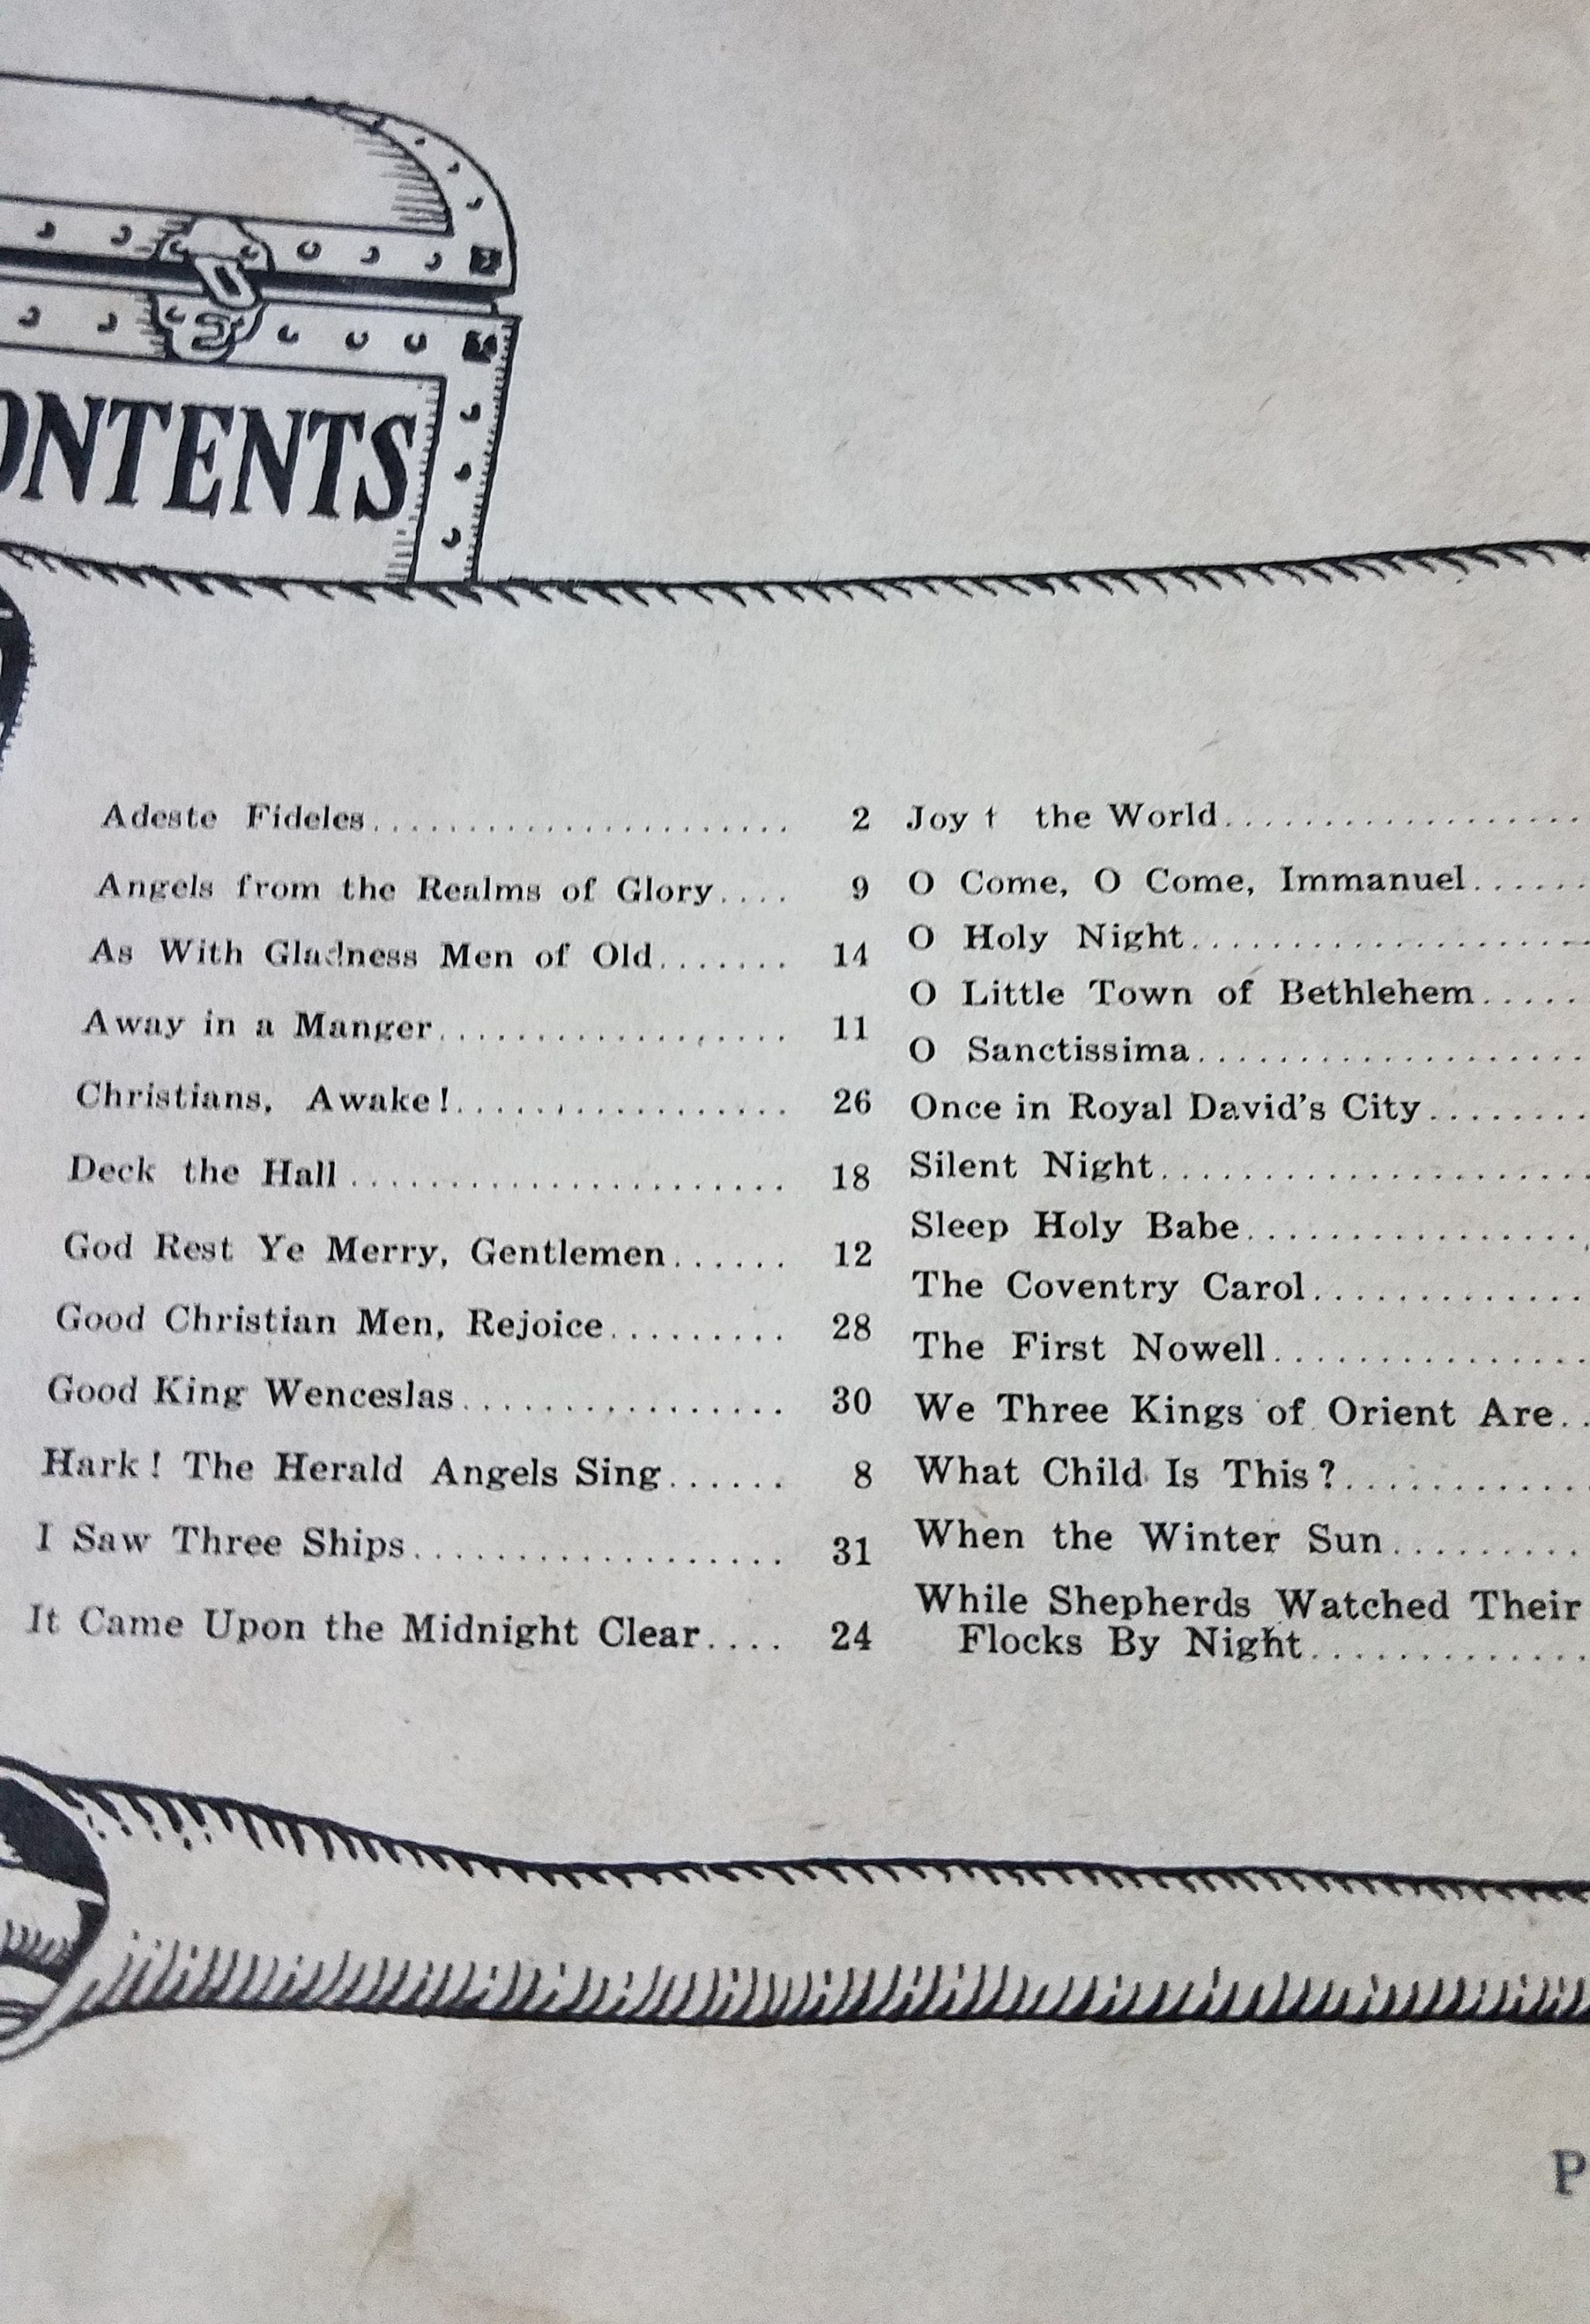 ONTENTS
Adeste Fideles........................ 2
Angels from the Realms of Glory.... 9
As With Gladness Men of Old....... 14
Away in a Manger................... 11
Christians, Awake!.................. 26
Deck the Hall....................... 18
God Rest Ye Merry, Gentlemen...... 12
Good Christian Men, Rejoice......... 28
Good King Wenceslas................. 30
Hark! The Herald Angels Sing...... 8
I Saw Three Ships................... 31
It Came Upon the Midnight Clear.... 24
Joy t the World...................
O Come, O Come, Immanuel......
O Holy Night.....................
O Little Town of Bethlehem.....
O Sanctissima....................
Once in Royal David's City........
Silent Night......................
Sleep Holy Babe.................
The Coventry Carol..............
The First Nowell................
We Three Kings of Orient Are..
What Child Is This?............
When the Winter Sun.........
While Shepherds Watched Their
Flocks By Night..............
P